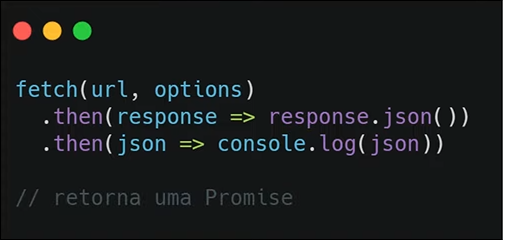 fetch(url, options)
.then(response => response.json())
.then(json => console.log(json))
// retorna uma Promise